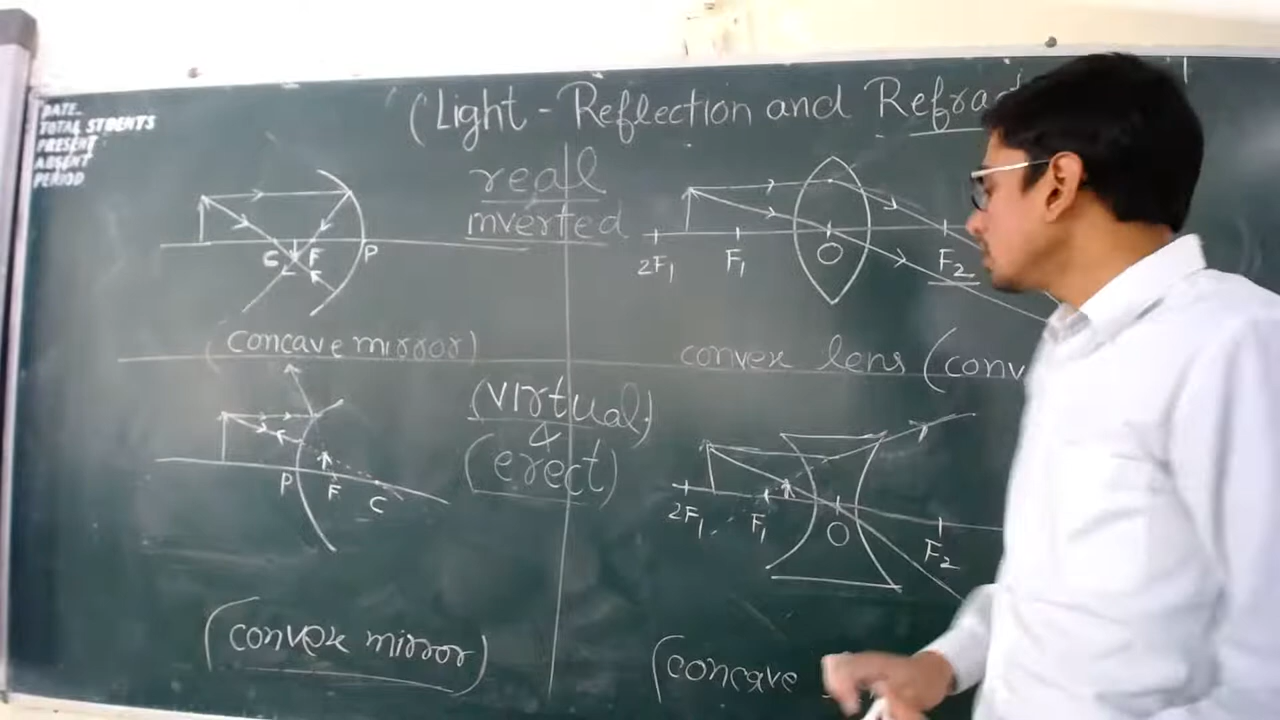 DATE
TOTAL STUDENTS
PRESENT
ABSENT
PERIOD
(Light - Reflection and Refrac
real
inverted
C F P
2F1 F1 O F2
(concave mirror)
convex lens (conv
(virtual)
&
(erect)
P F C
2F1 F1 O F2
(convex mirror)
(concave